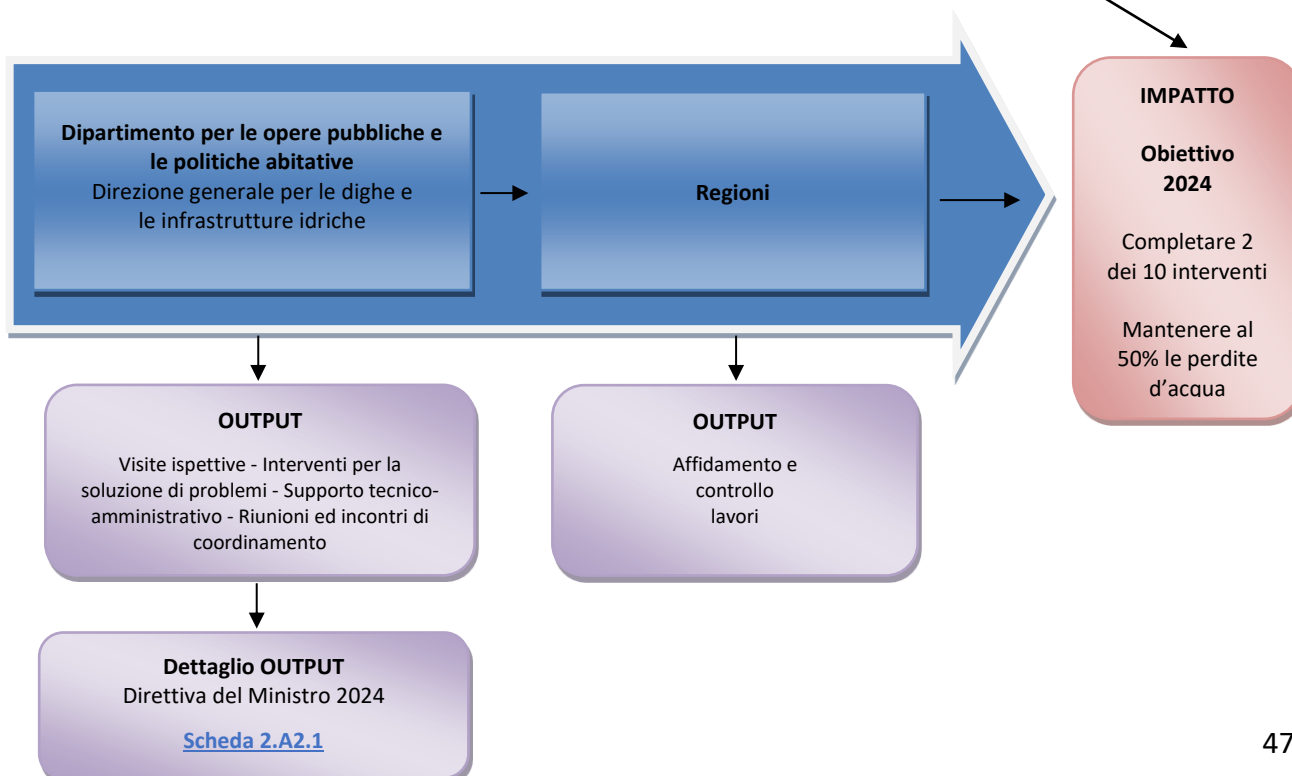 Dipartimento per le opere pubbliche e
le politiche abitative
Direzione generale per le dighe e
le infrastrutture idriche
Regioni
IMPATTO
Obiettivo
2024
Completare 2
dei 10 interventi
Mantenere al
50% le perdite
d'acqua
OUTPUT
Visite ispettive - Interventi per la
soluzione di problemi - Supporto tecnico-
amministrativo - Riunioni ed incontri di
coordinamento
OUTPUT
Affidamento e
controllo
lavori
Dettaglio OUTPUT
Direttiva del Ministro 2024
Scheda 2.A2.1
47